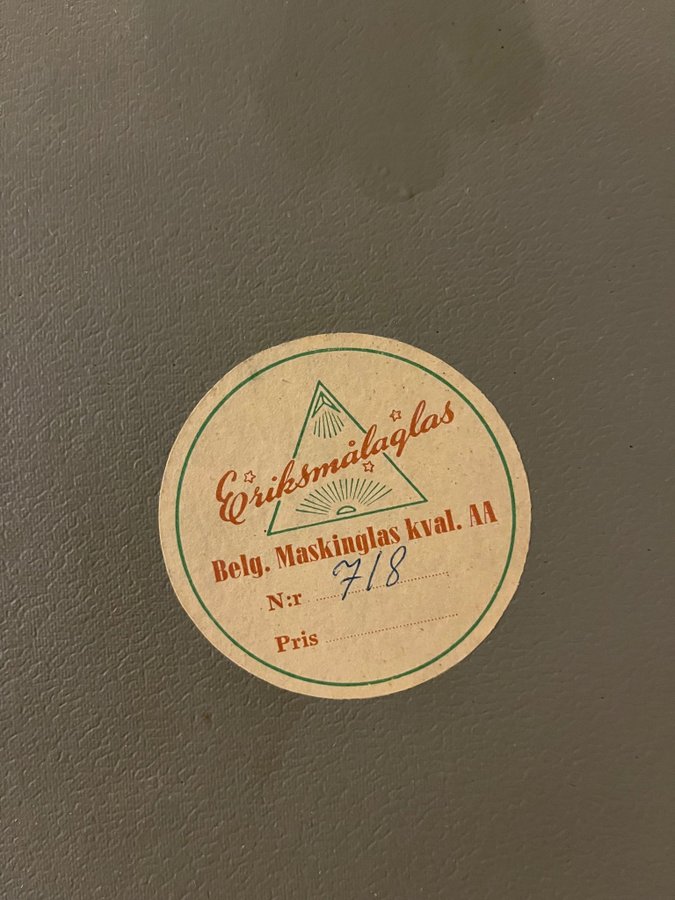 Eriksmålaglas
Belg. Maskinglas kval. AA
N:r 718
Pris